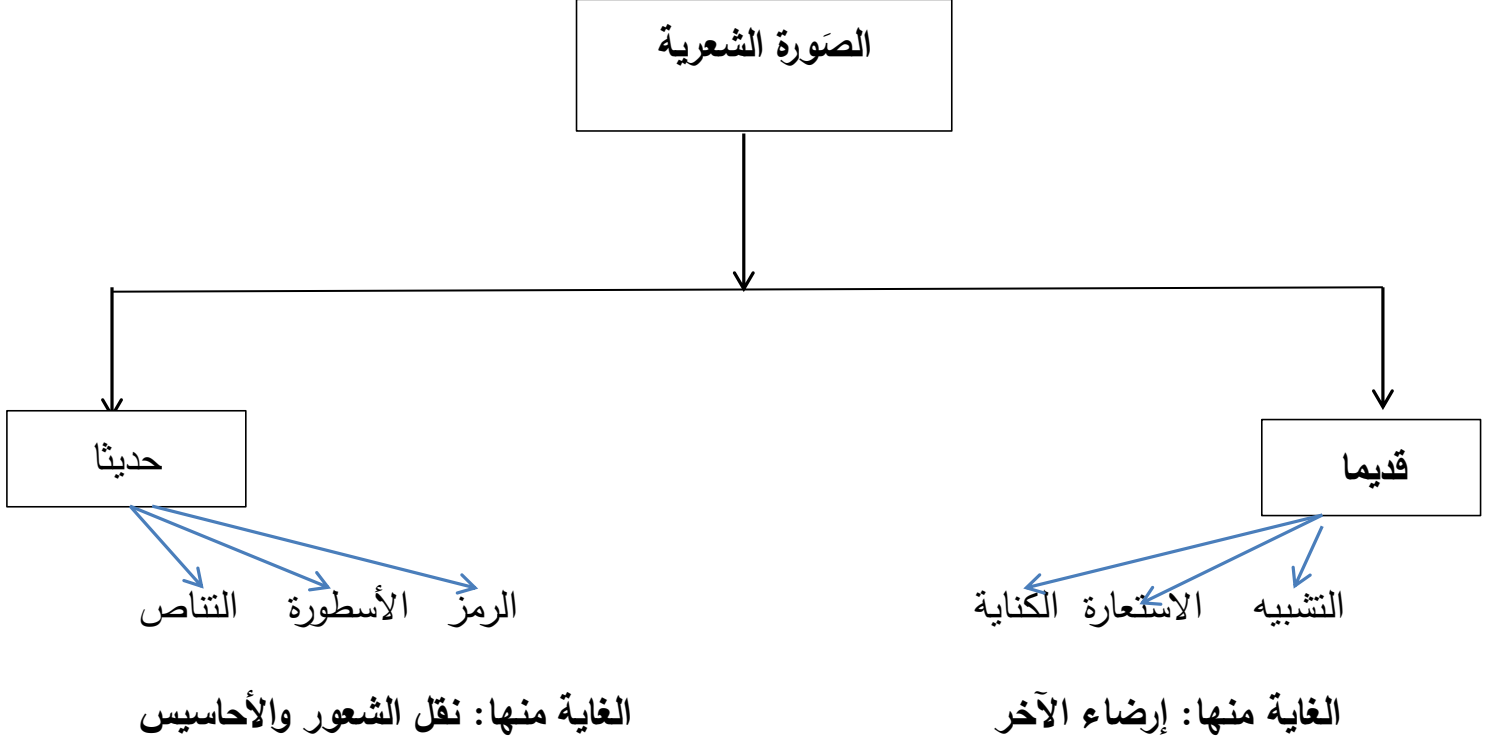 الصَورة الشعرية
قديما
حديثا
التشبيه الاستعارة الكناية
الرمز الأسطورة التناص
الغاية منها: إرضاء الآخر
الغاية منها: نقل الشعور والأحاسيس